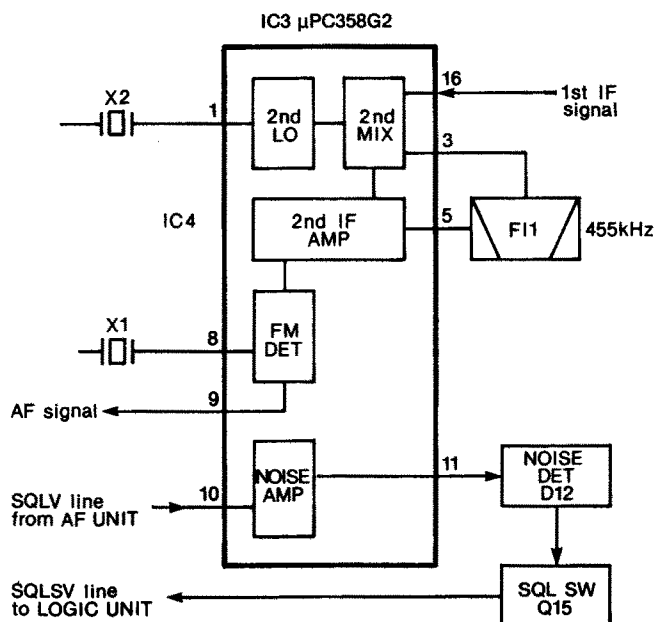 IC3 μPC358G2
X2
1
2nd
LO
2nd
MIX
16
1st IF
signal
3
IC4
2nd IF
AMP
5
FI1
455kHz
X1
8
FM
DET
9
AF signal
NOISE
AMP
11
NOISE
DET
D12
SQLV line
from AF UNIT
10
SQLSV line
to LOGIC UNIT
SQL SW
Q15